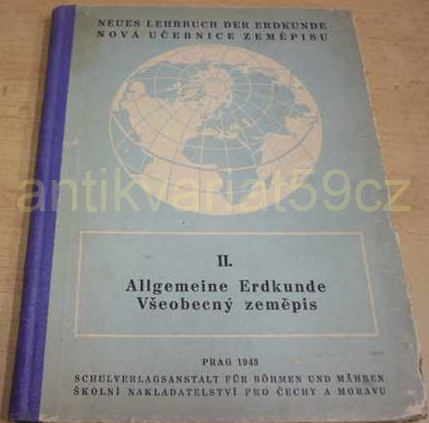 NEUES LEHRBUCH DER ERDKUNDE
NOVÁ UČEBNICE ZEMĚPISU
antikvariat59cz
II.
Allgemeine Erdkunde
Všeobecný zeměpis
PRAG 1943
SCHULVERLAGSANSTALT FÜR BÖHMEN UND MÄHREN
ŠKOLNÍ NAKLADATELSTVÍ PRO ČECHY A MORAVU